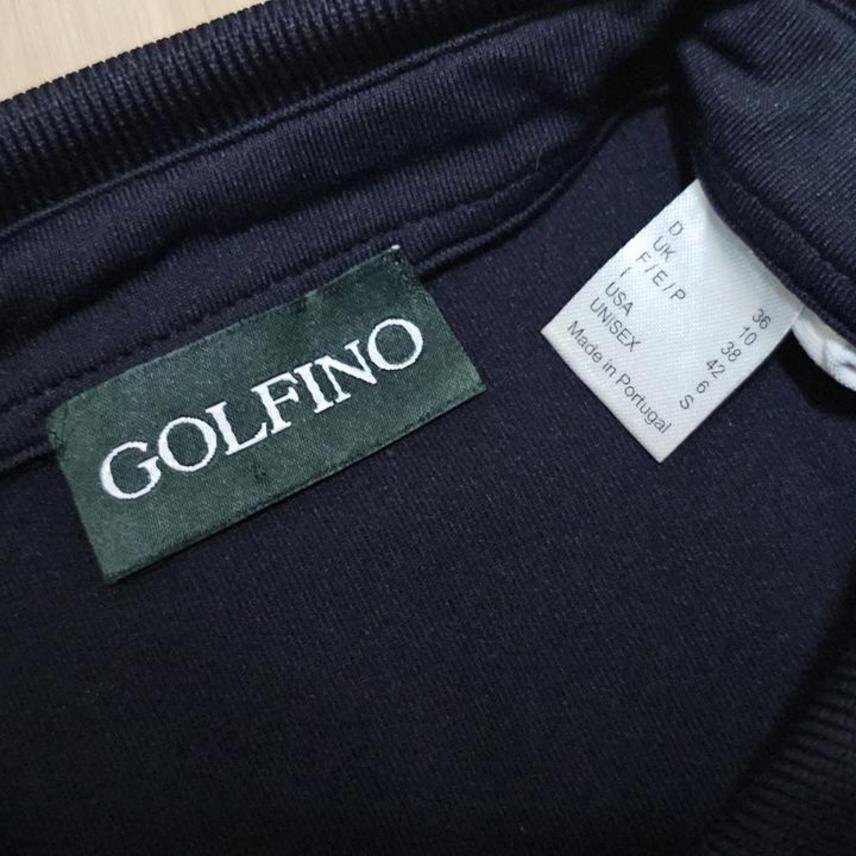 GOLFINO
D 36
UK 10
F/E/P 38
I 42
USA 6
UNISEX S
Made in Portugal